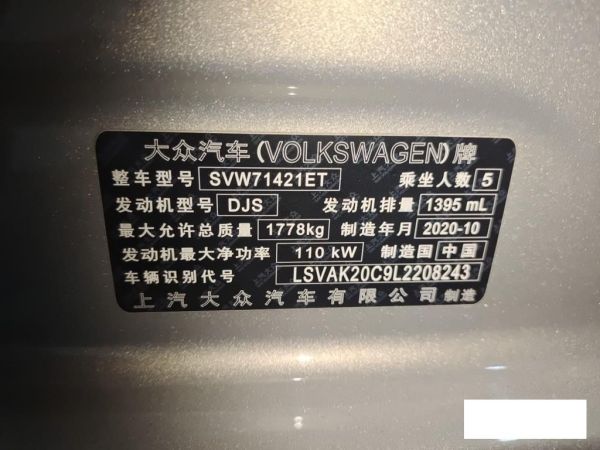 大众汽车(VOLKSWAGEN)牌
整车型号 SVW71421ET 乘坐人数 5
发动机型号 DJS 发动机排量 1395 mL
最大允许总质量 1778kg 制造年月 2020-10
发动机最大净功率 110 kW 制造国 中国
车辆识别代号 LSVAK20C9L2208243
上汽大众汽车有限公司 制造